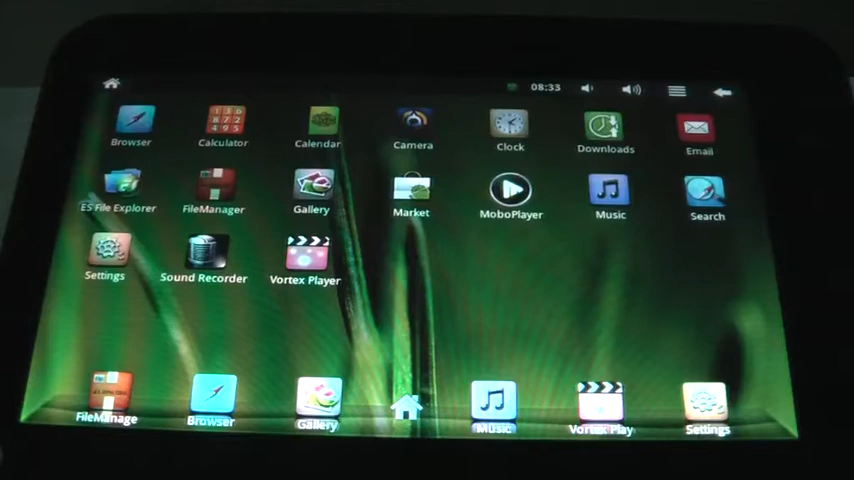 08:33
Browser
Calculator
Calendar
Camera
Clock
Downloads
Email
ES File Explorer
FileManager
Gallery
Market
MoboPlayer
Music
Search
Settings
Sound Recorder
Vortex Player
FileManage
Browser
Gallery
Music
Vortex Play
Settings